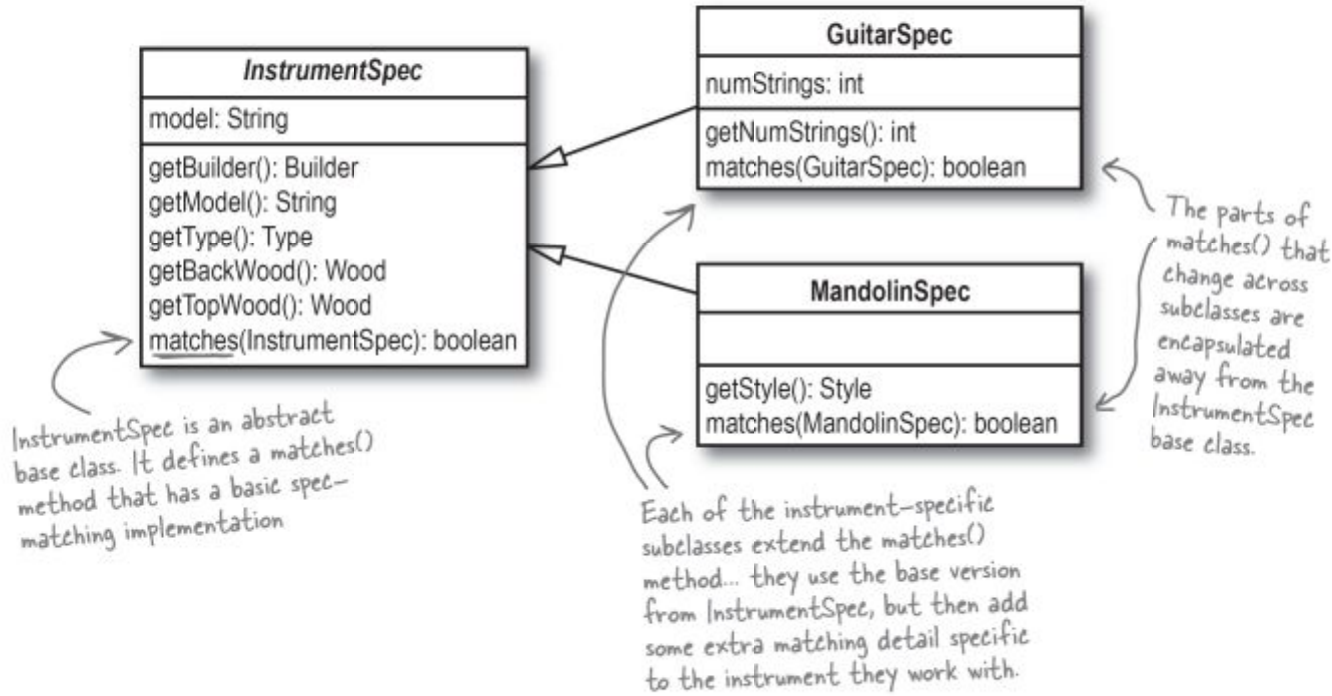 InstrumentSpec
model: String
getBuilder(): Builder
getModel(): String
getType(): Type
getBackWood(): Wood
getTopWood(): Wood
matches(InstrumentSpec): boolean
GuitarSpec
numStrings: int
getNumStrings(): int
matches(GuitarSpec): boolean
MandolinSpec
getStyle(): Style
matches(MandolinSpec): boolean
The parts of
matches() that
change across
subclasses are
encapsulated
away from the
InstrumentSpec
base class.
InstrumentSpec is an abstract
base class. It defines a matches()
method that has a basic spec-
matching implementation
Each of the instrument-specific
subclasses extend the matches()
method... they use the base version
from InstrumentSpec, but then add
some extra matching detail specific
to the instrument they work with.